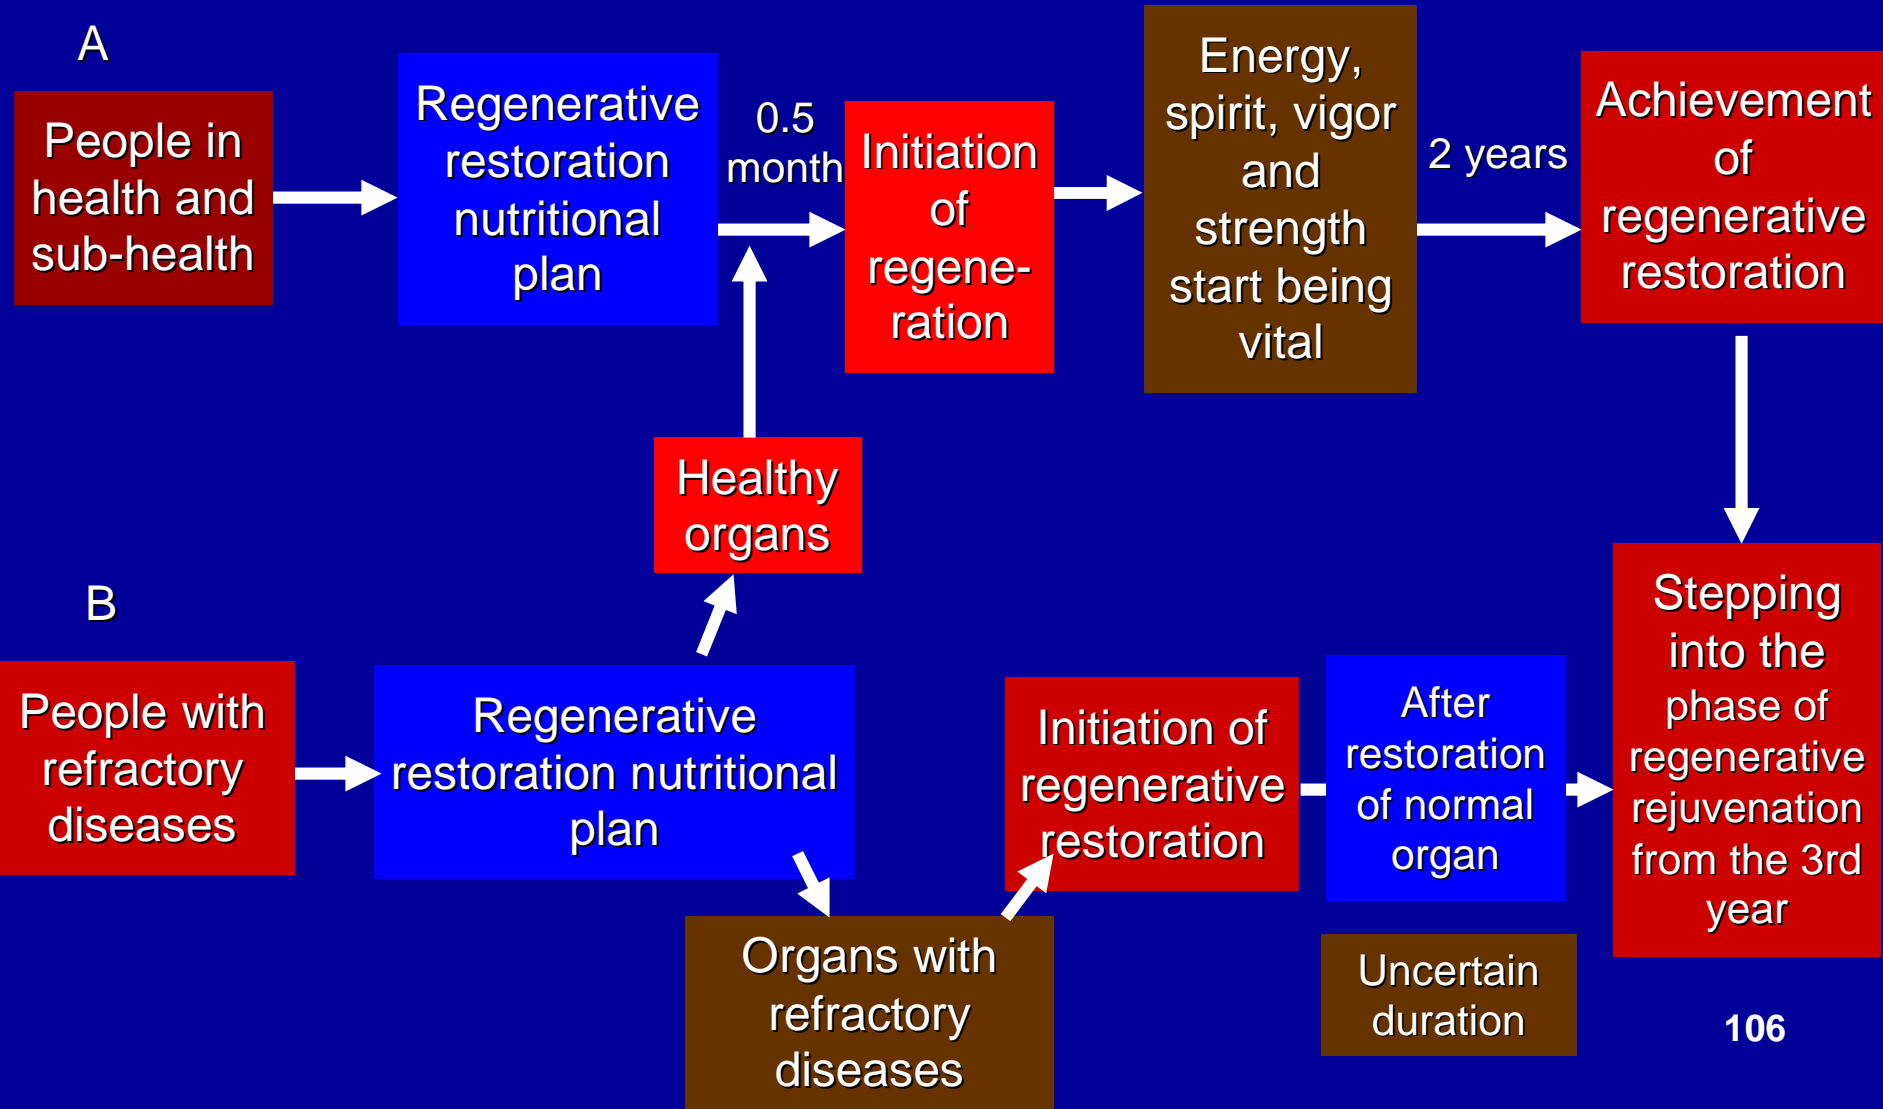 A
People in
health and
sub-health
Regenerative
restoration
nutritional
plan
0.5
month
Initiation
of
regene-
ration
Energy,
spirit, vigor
and
strength
start being
vital
2 years
Achievement
of
regenerative
restoration
Healthy
organs
B
People with
refractory
diseases
Regenerative
restoration nutritional
plan
Organs with
refractory
diseases
Initiation of
regenerative
restoration
After
restoration
of normal
organ
Uncertain
duration
Stepping
into the
phase of
regenerative
rejuvenation
from the 3rd
year
106